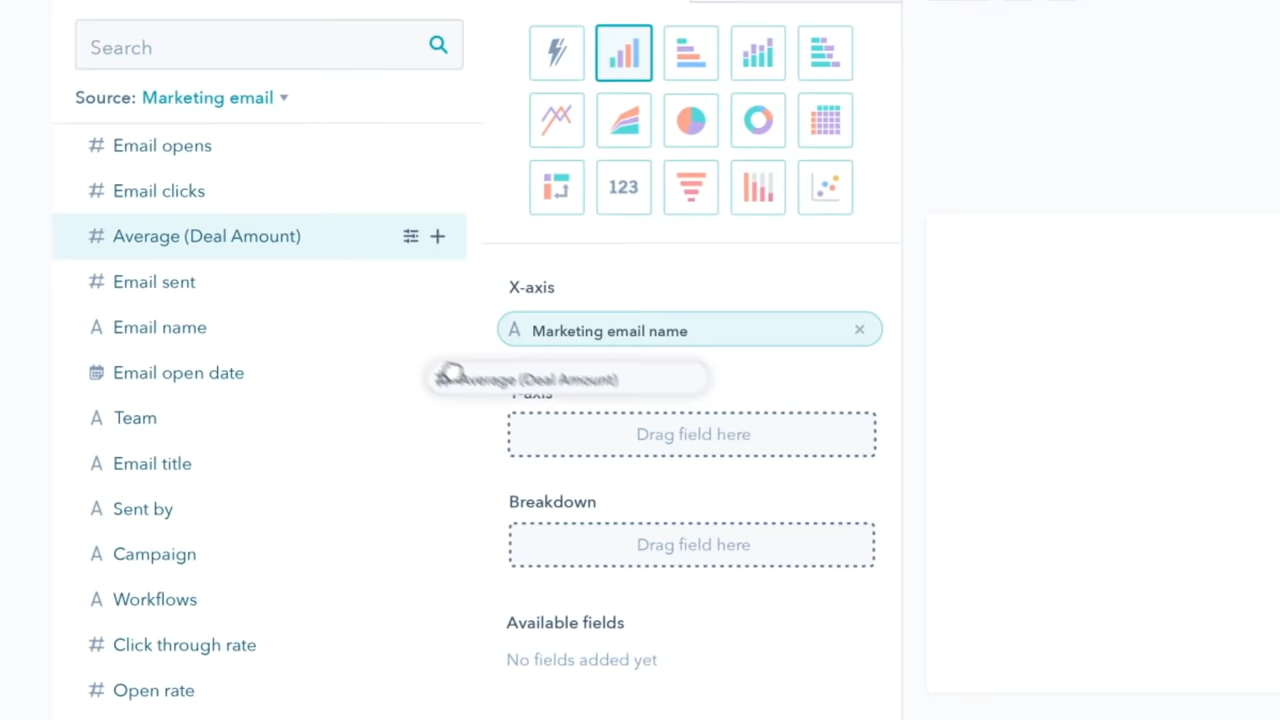 Search
Source: Marketing email
Email opens
Email clicks
Average (Deal Amount)
Email sent
Email name
Email open date
Team
Email title
Sent by
Campaign
Workflows
Click through rate
Open rate
123
X-axis
Marketing email name
Average (Deal Amount)
Y-axis
Drag field here
Breakdown
Drag field here
Available fields
No fields added yet